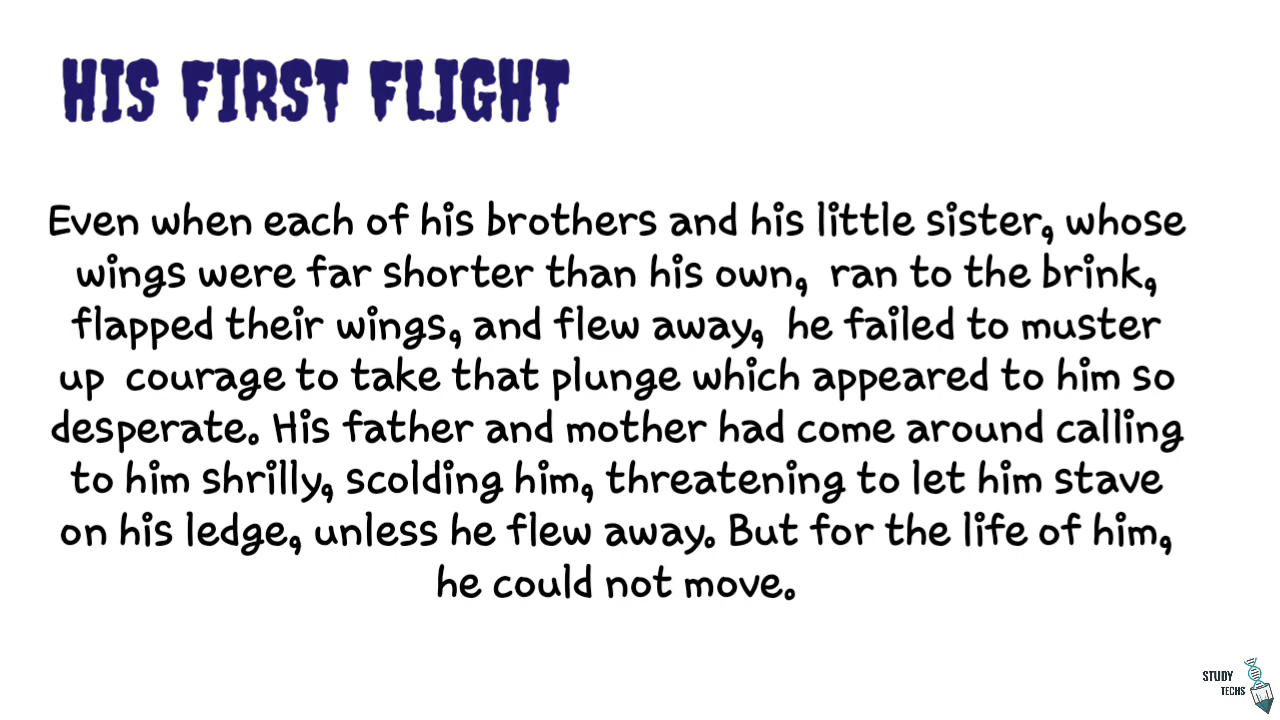 HIS FIRST FLIGHT
Even when each of his brothers and his little sister, whose
wings were far shorter than his own, ran to the brink,
flapped their wings, and flew away, he failed to muster
up courage to take that plunge which appeared to him so
desperate. His father and mother had come around calling
to him shrilly, scolding him, threatening to let him stave
on his ledge, unless he flew away. But for the life of him,
he could not move.
STUDY
TECHS